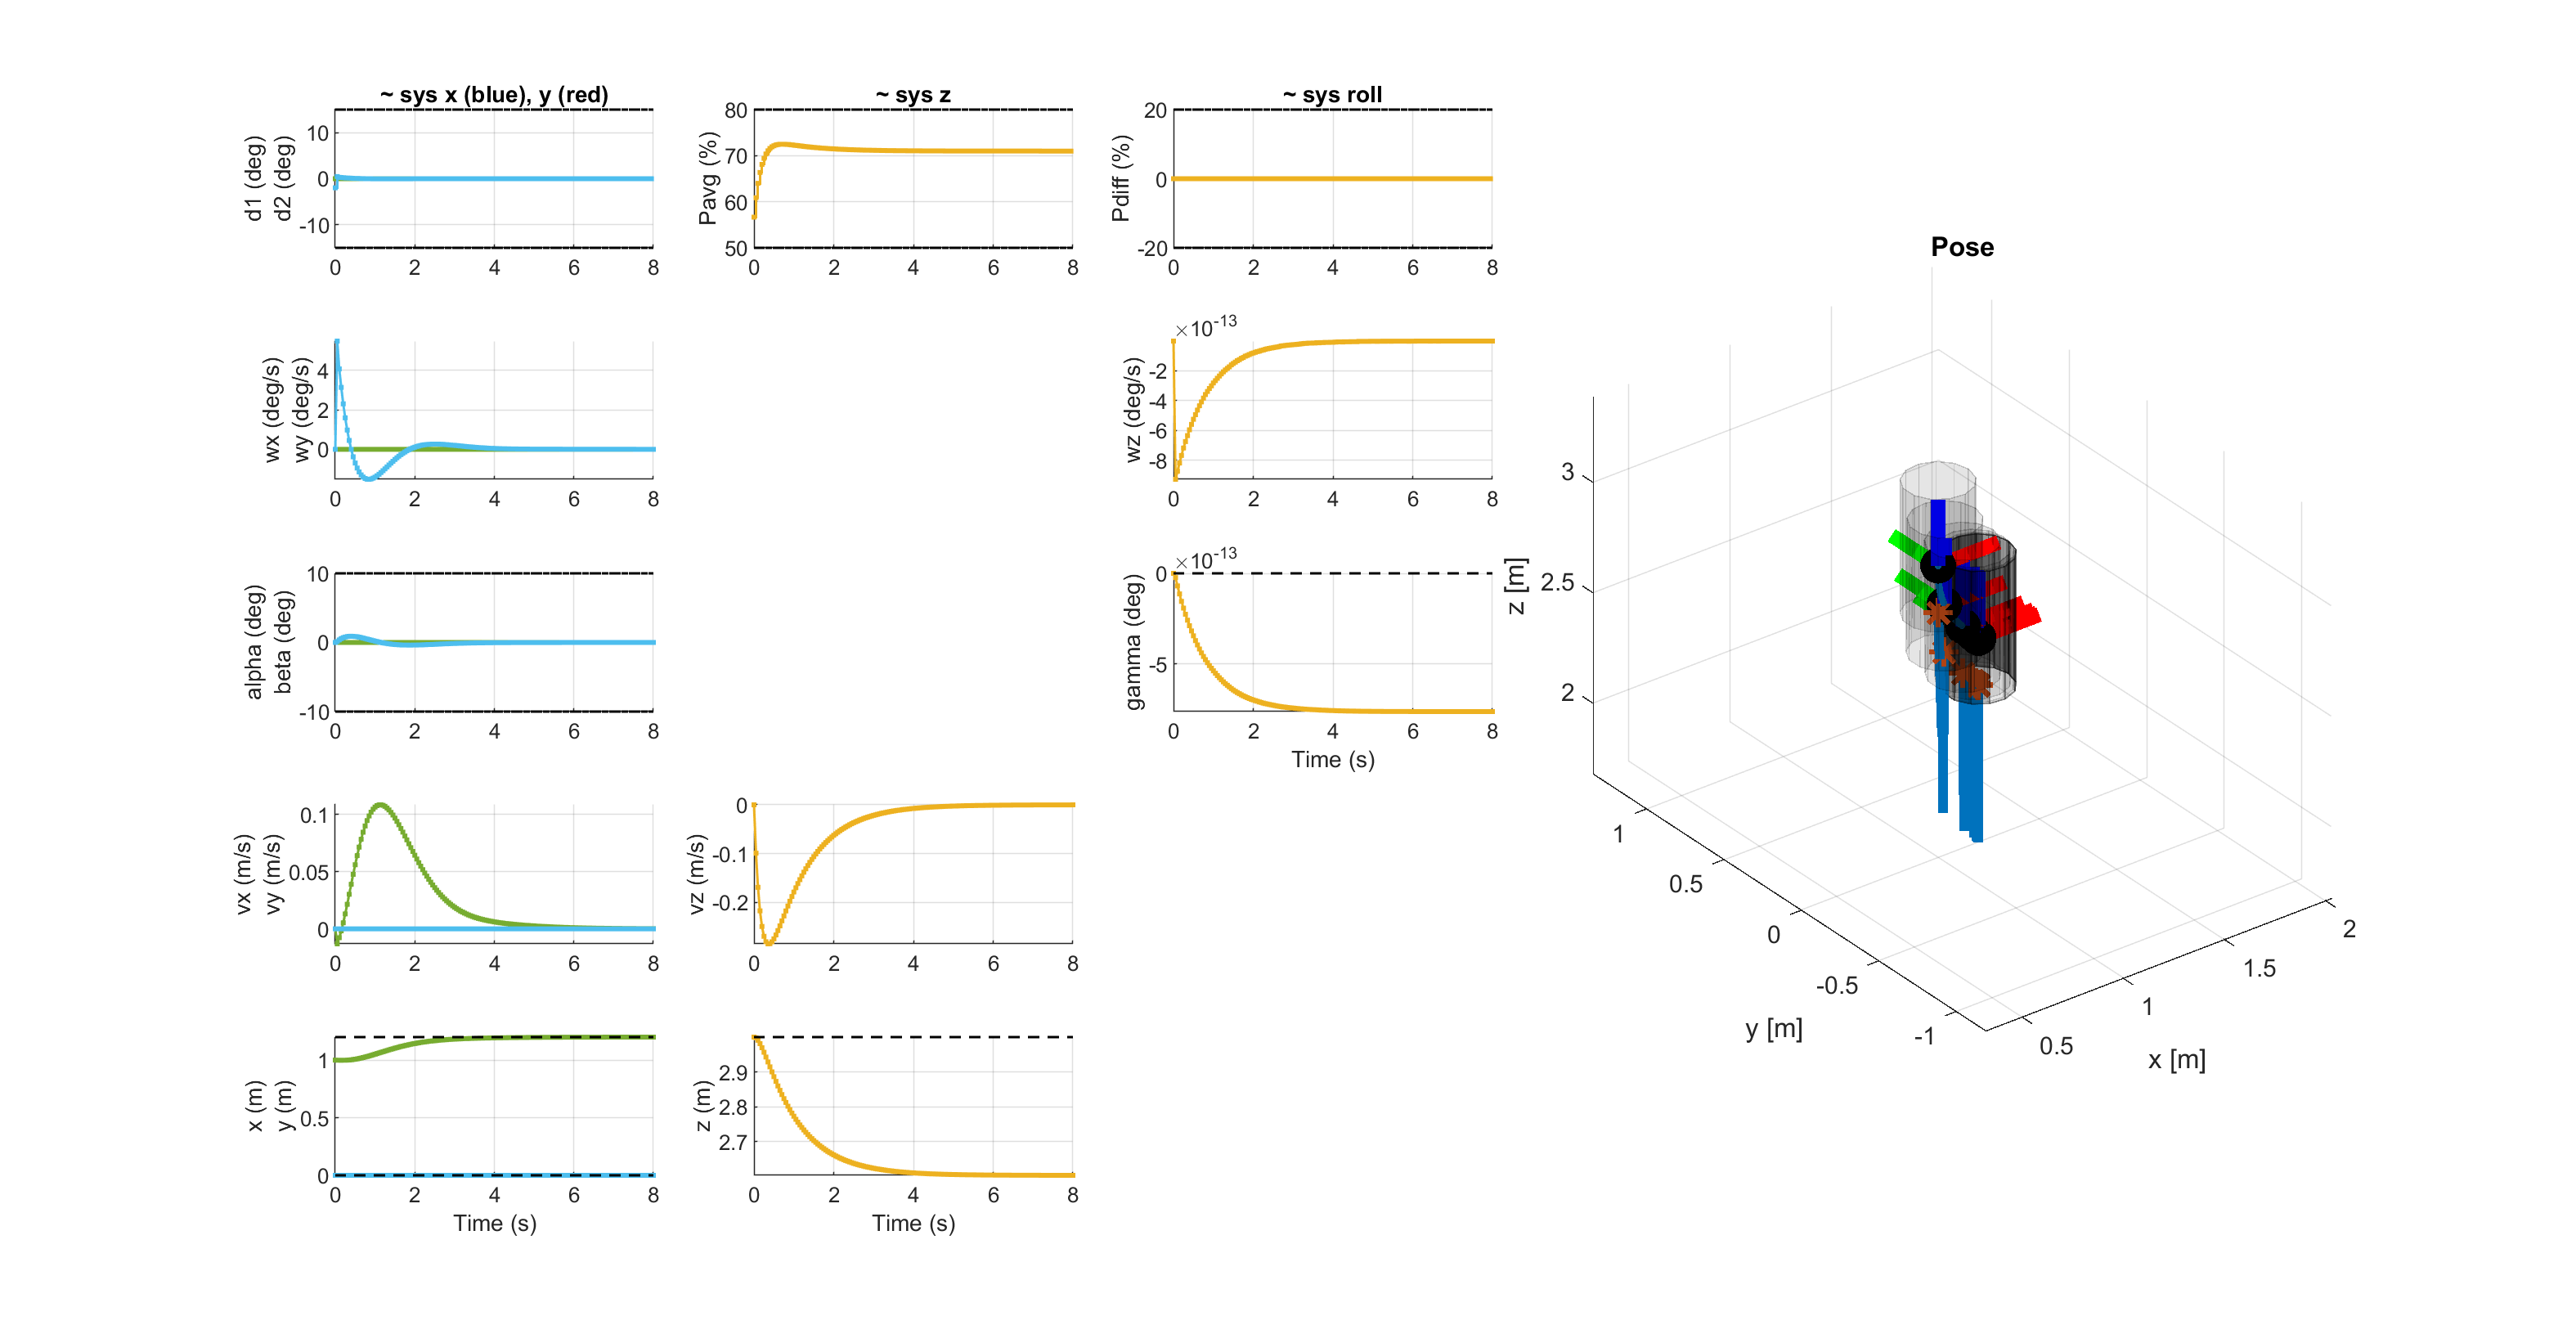 ~ sys x (blue), y (red)
d1 (deg)
d2 (deg)
10
0
-10
0 2 4 6 8
~ sys z
Pavg (%)
80
70
60
50
0 2 4 6 8
~ sys roll
Pdiff (%)
20
0
-20
0 2 4 6 8
wx (deg/s)
wy (deg/s)
4
2
0
0 2 4 6 8
×10-13
wz (deg/s)
-2
-4
-6
-8
0 2 4 6 8
alpha (deg)
beta (deg)
10
0
-10
0 2 4 6 8
×10-13
gamma (deg)
0
-5
0 2 4 6 8
Time (s)
vx (m/s)
vy (m/s)
0.1
0.05
0
0 2 4 6 8
vz (m/s)
0
-0.1
-0.2
0 2 4 6 8
x (m)
y (m)
1
0.5
0
0 2 4 6 8
Time (s)
z (m)
2.9
2.8
2.7
0 2 4 6 8
Time (s)
Pose
z [m]
3
2.5
2
1
0.5
0
-0.5
-1
y [m]
0.5
1
1.5
2
x [m]